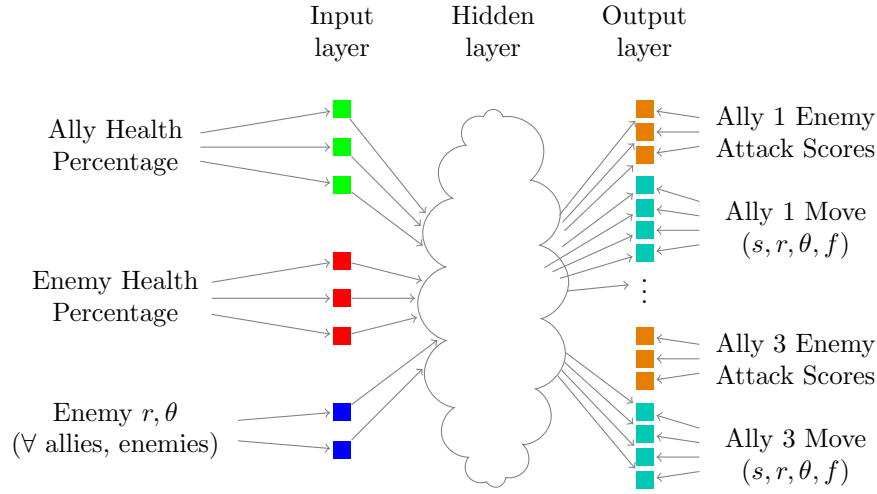 Input
layer
Hidden
layer
Output
layer
Ally Health
Percentage
Enemy Health
Percentage
Enemy r, θ
(∀ allies, enemies)
Ally 1 Enemy
Attack Scores
Ally 1 Move
(s, r, θ, f)
⋮
Ally 3 Enemy
Attack Scores
Ally 3 Move
(s, r, θ, f)